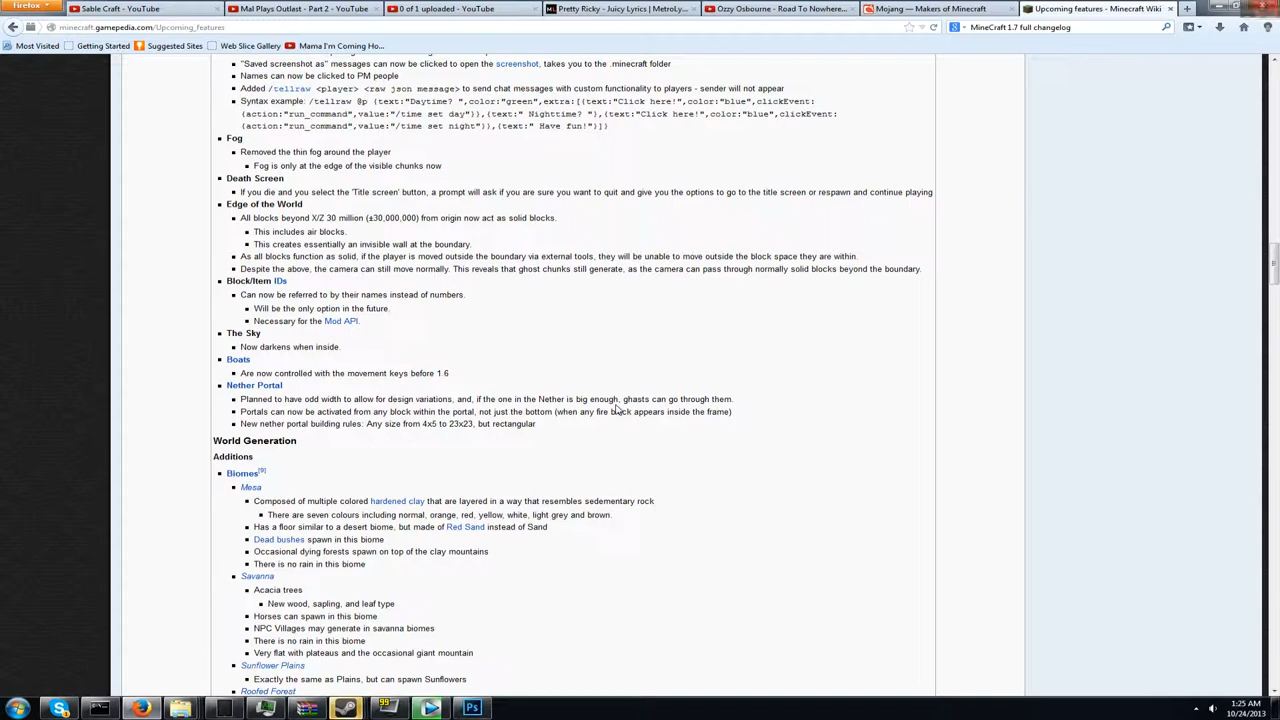 Firefox
Sable Craft - YouTube
Mal Plays Outlast - Part 2 - YouTube
0 of 1 uploaded - YouTube
Pretty Ricky - Juicy Lyrics | MetroLy...
Ozzy Osbourne - Road To Nowhere...
Mojang — Makers of Minecraft
Upcoming features - Minecraft Wiki
minecraft.gamepedia.com/Upcoming_features
MineCraft 1.7 full changelog
Most Visited
Getting Started
Suggested Sites
Web Slice Gallery
Mama I'm Coming Ho...
"Saved screenshot as" messages can now be clicked to open the screenshot, takes you to the .minecraft folder
Names can now be clicked to PM people
Added /tellraw <player> <raw json message> to send chat messages with custom functionality to players - sender will not appear
Syntax example: /tellraw @p {text:"Daytime? ",color:"green",extra:[{text:"Click here!",color:"blue",clickEvent:
{action:"run_command",value:"/time set day"}},{text:" Nighttime? "},{text:"Click here!",color:"blue",clickEvent:
{action:"run_command",value:"/time set night"}},{text:" Have fun!"}]}
Fog
Removed the thin fog around the player
Fog is only at the edge of the visible chunks now
Death Screen
If you die and you select the 'Title screen' button, a prompt will ask if you are sure you want to quit and give you the options to go to the title screen or respawn and continue playing
Edge of the World
All blocks beyond X/Z 30 million (±30,000,000) from origin now act as solid blocks.
This includes air blocks.
This creates essentially an invisible wall at the boundary.
As all blocks function as solid, if the player is moved outside the boundary via external tools, they will be unable to move outside the block space they are within.
Despite the above, the camera can still move normally. This reveals that ghost chunks still generate, as the camera can pass through normally solid blocks beyond the boundary.
Block/Item IDs
Can now be referred to by their names instead of numbers.
Will be the only option in the future.
Necessary for the Mod API.
The Sky
Now darkens when inside.
Boats
Are now controlled with the movement keys before 1.6
Nether Portal
Planned to have odd width to allow for design variations, and, if the one in the Nether is big enough, ghasts can go through them.
Portals can now be activated from any block within the portal, not just the bottom (when any fire block appears inside the frame)
New nether portal building rules: Any size from 4x5 to 23x23, but rectangular
World Generation
Additions
Biomes[9]
Mesa
Composed of multiple colored hardened clay that are layered in a way that resembles sedementary rock
There are seven colours including normal, orange, red, yellow, white, light grey and brown.
Has a floor similar to a desert biome, but made of Red Sand instead of Sand
Dead bushes spawn in this biome
Occasional dying forests spawn on top of the clay mountains
There is no rain in this biome
Savanna
Acacia trees
New wood, sapling, and leaf type
Horses can spawn in this biome
NPC Villages may generate in savanna biomes
There is no rain in this biome
Very flat with plateaus and the occasional giant mountain
Sunflower Plains
Exactly the same as Plains, but can spawn Sunflowers
Roofed Forest
99
Ps
1:25 AM
10/24/2013